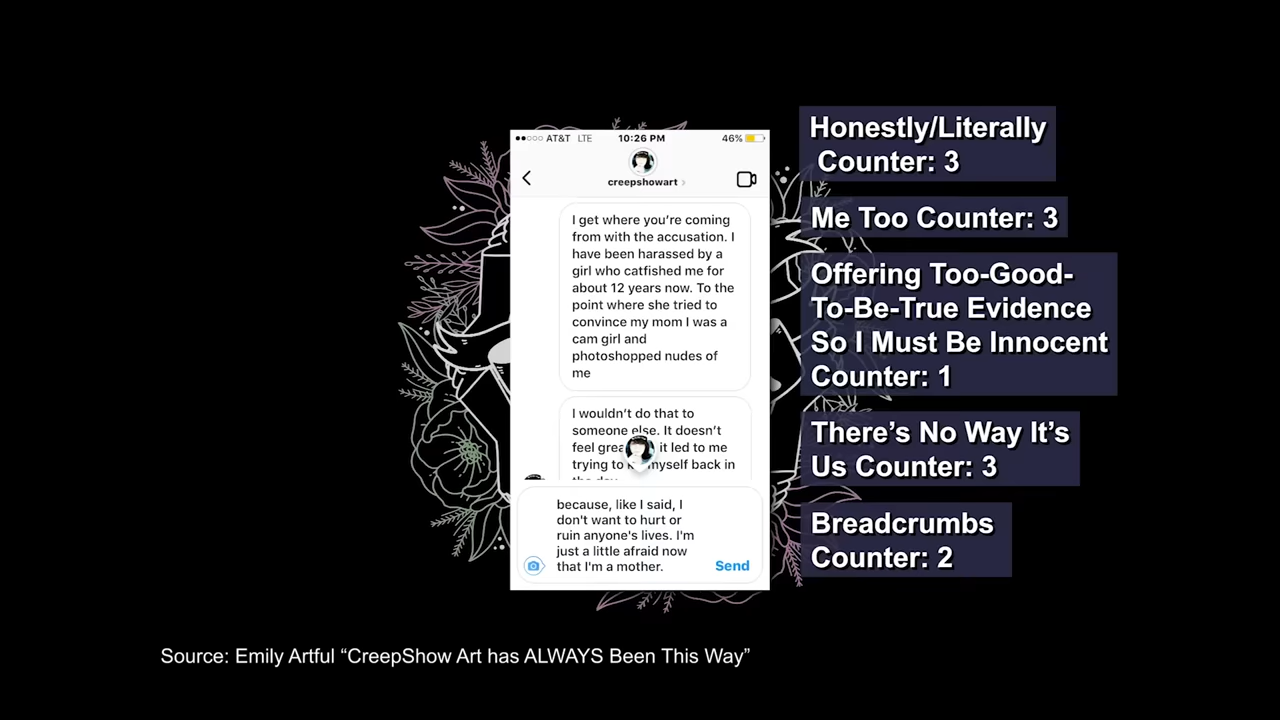 AT&T LTE 10:26 PM 46%
creepshowart
I get where you're coming
from with the accusation. I
have been harassed by a
girl who catfished me for
about 12 years now. To the
point where she tried to
convince my mom I was a
cam girl and
photoshopped nudes of
me
I wouldn't do that to
someone else. It doesn't
feel it led to me
trying to myself back in
because, like I said, I
don't want to hurt or
ruin anyone's lives. I'm
just a little afraid now
that I'm a mother.
Send
Honestly/Literally
Counter: 3
Me Too Counter: 3
Offering Too-Good-
To-Be-True Evidence
So I Must Be Innocent
Counter: 1
There's No Way It's
Us Counter: 3
Breadcrumbs
Counter: 2
Source: Emily Artful “CreepShow Art has ALWAYS Been This Way”